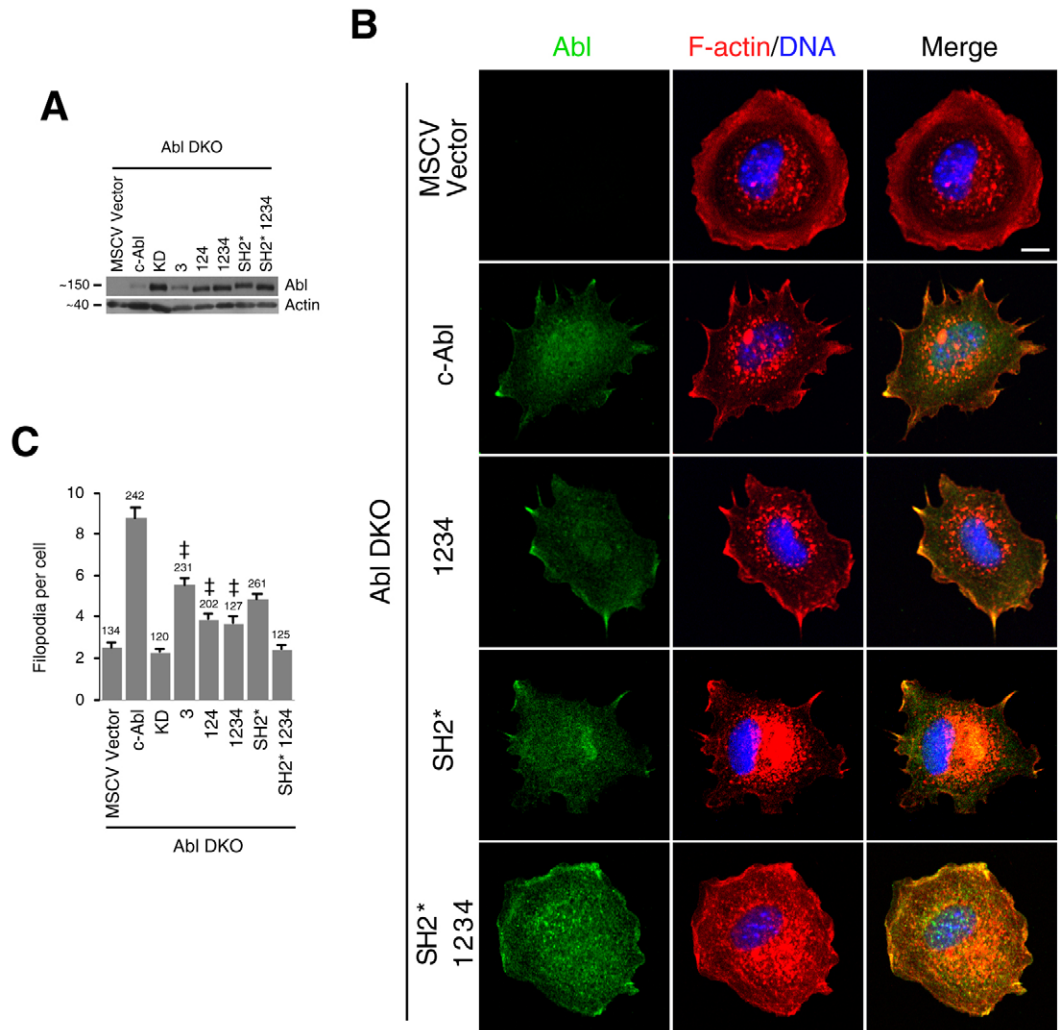 A
Abl DKO
MSCV Vector
c-Abl
KD
3
124
1234
SH2*
SH2* 1234
~150
Abl
~40
Actin
B
Abl
F-actin/DNA
Merge
Abl DKO
MSCV Vector
c-Abl
1234
SH2*
SH2* 1234
C
Filopodia per cell
10
8
6
4
2
0
134
242
120
‡
231
‡
202
‡
127
261
125
MSCV Vector
c-Abl
KD
3
124
1234
SH2*
SH2* 1234
Abl DKO